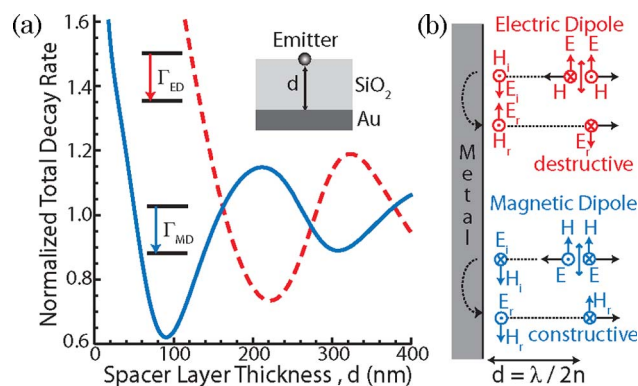 (a)
Normalized Total Decay Rate
1.6
1.4
1.2
1.0
0.8
0.6
0
100
200
300
400
Spacer Layer Thickness , d (nm)
Γ_ED
Γ_MD
Emitter
d
SiO₂
Au
(b)
Metal
Electric Dipole
H_i
E E
E_i
H H
E_r
H_r
E_r
destructive
Magnetic Dipole
H H
E_i
H_i
E E
E_r
H_r
H_r
constructive
d = λ / 2n